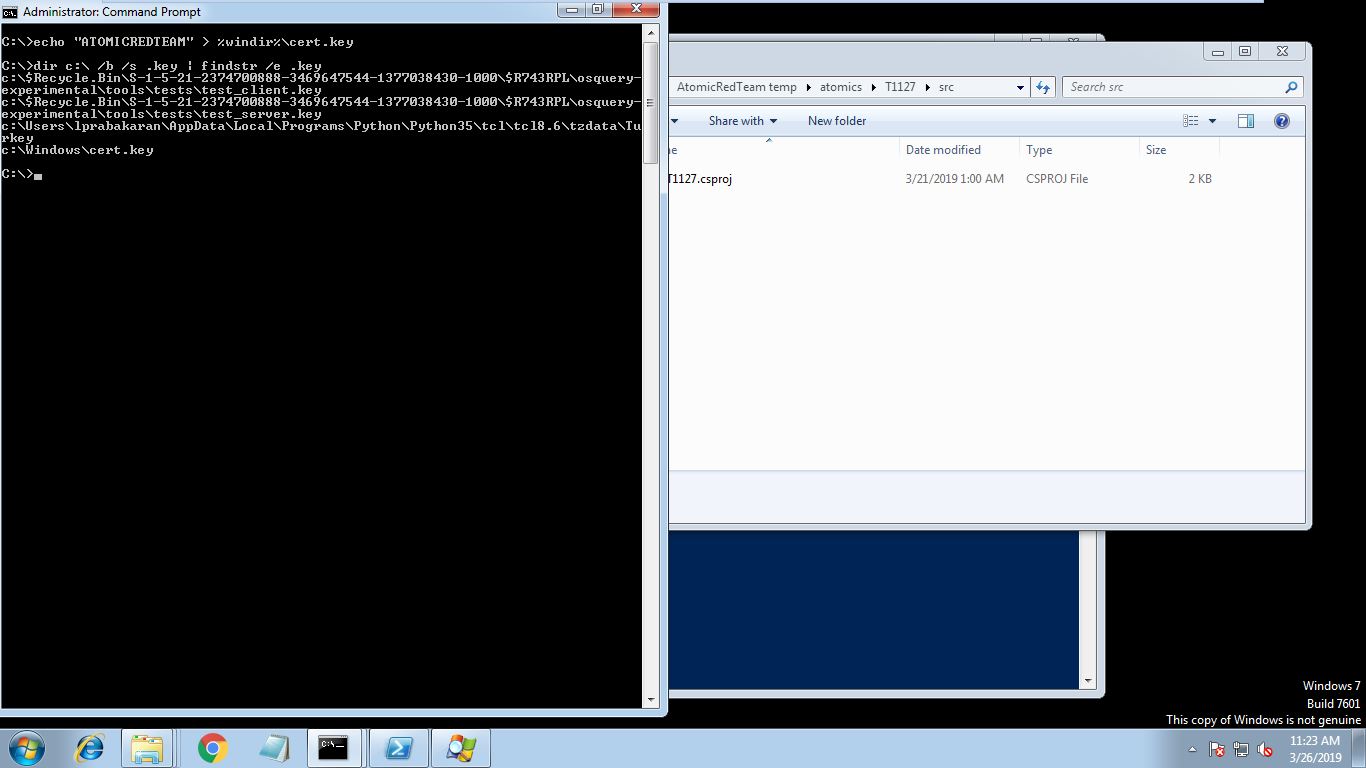 Administrator: Command Prompt
C:\>echo "ATOMICREDTEAM" > %windir%\cert.key
C:\>dir c:\ /b /s .key | findstr /e .key
c:\$Recycle.Bin\S-1-5-21-2374700888-3469647544-1377038430-1000\$R743RPL\osquery-
experimental\tools\tests\test_client.key
c:\$Recycle.Bin\S-1-5-21-2374700888-3469647544-1377038430-1000\$R743RPL\osquery-
experimental\tools\tests\test_server.key
c:\Users\lprabakaran\AppData\Local\Programs\Python\Python35\tcl\tcl8.6\tzdata\Tu
rkey
c:\Windows\cert.key
C:\>
AtomicRedTeam temp atomics T1127 src Search src
Share with New folder
Date modified Type Size
T1127.csproj 3/21/2019 1:00 AM CSPROJ File 2 KB
Windows 7
Build 7601
This copy of Windows is not genuine
11:23 AM
3/26/2019